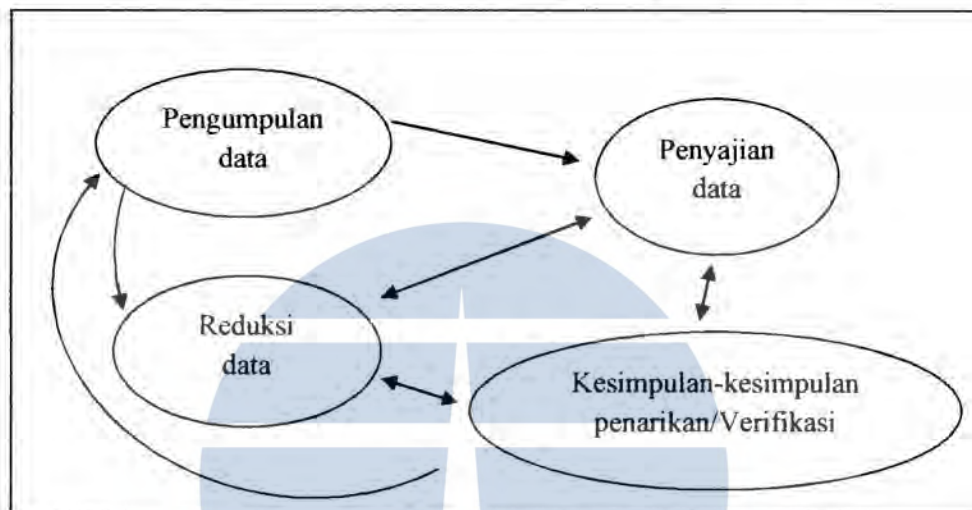 Pengumpulan
data
Penyajian
data
Reduksi
data
Kesimpulan-kesimpulan
penarikan/Verifikasi